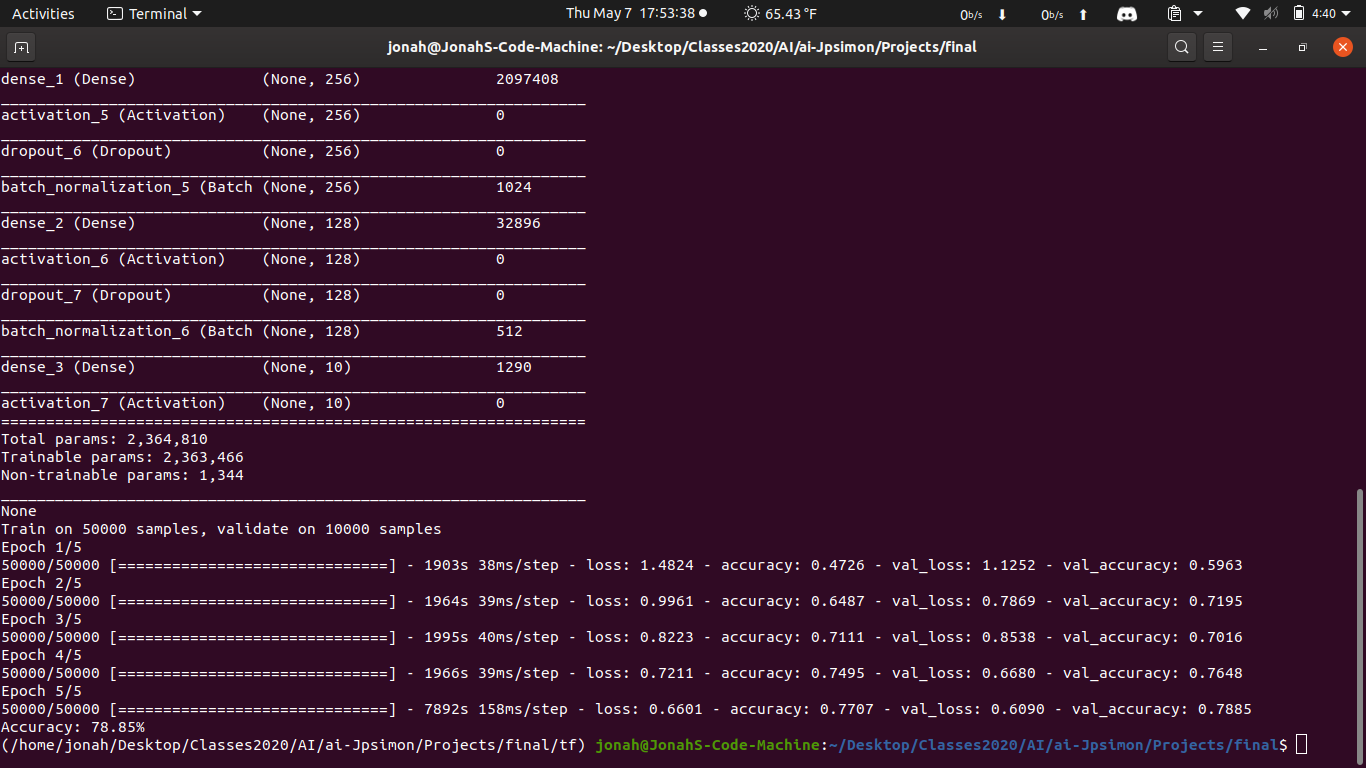 Activities Terminal Thu May 7 17:53:38 65.43 °F 0b/s 0b/s 4:40
jonah@JonahS-Code-Machine: ~/Desktop/Classes2020/AI/ai-Jpsimon/Projects/final
dense_1 (Dense) (None, 256) 2097408
_________________________________________________________________
activation_5 (Activation) (None, 256) 0
_________________________________________________________________
dropout_6 (Dropout) (None, 256) 0
_________________________________________________________________
batch_normalization_5 (Batch (None, 256) 1024
_________________________________________________________________
dense_2 (Dense) (None, 128) 32896
_________________________________________________________________
activation_6 (Activation) (None, 128) 0
_________________________________________________________________
dropout_7 (Dropout) (None, 128) 0
_________________________________________________________________
batch_normalization_6 (Batch (None, 128) 512
_________________________________________________________________
dense_3 (Dense) (None, 10) 1290
_________________________________________________________________
activation_7 (Activation) (None, 10) 0
=================================================================
Total params: 2,364,810
Trainable params: 2,363,466
Non-trainable params: 1,344
_________________________________________________________________
None
Train on 50000 samples, validate on 10000 samples
Epoch 1/5
50000/50000 [==============================] - 1903s 38ms/step - loss: 1.4824 - accuracy: 0.4726 - val_loss: 1.1252 - val_accuracy: 0.5963
Epoch 2/5
50000/50000 [==============================] - 1964s 39ms/step - loss: 0.9961 - accuracy: 0.6487 - val_loss: 0.7869 - val_accuracy: 0.7195
Epoch 3/5
50000/50000 [==============================] - 1995s 40ms/step - loss: 0.8223 - accuracy: 0.7111 - val_loss: 0.8538 - val_accuracy: 0.7016
Epoch 4/5
50000/50000 [==============================] - 1966s 39ms/step - loss: 0.7211 - accuracy: 0.7495 - val_loss: 0.6680 - val_accuracy: 0.7648
Epoch 5/5
50000/50000 [==============================] - 7892s 158ms/step - loss: 0.6601 - accuracy: 0.7707 - val_loss: 0.6090 - val_accuracy: 0.7885
Accuracy: 78.85%
(/home/jonah/Desktop/Classes2020/AI/ai-Jpsimon/Projects/final/tf) jonah@JonahS-Code-Machine:~/Desktop/Classes2020/AI/ai-Jpsimon/Projects/final$